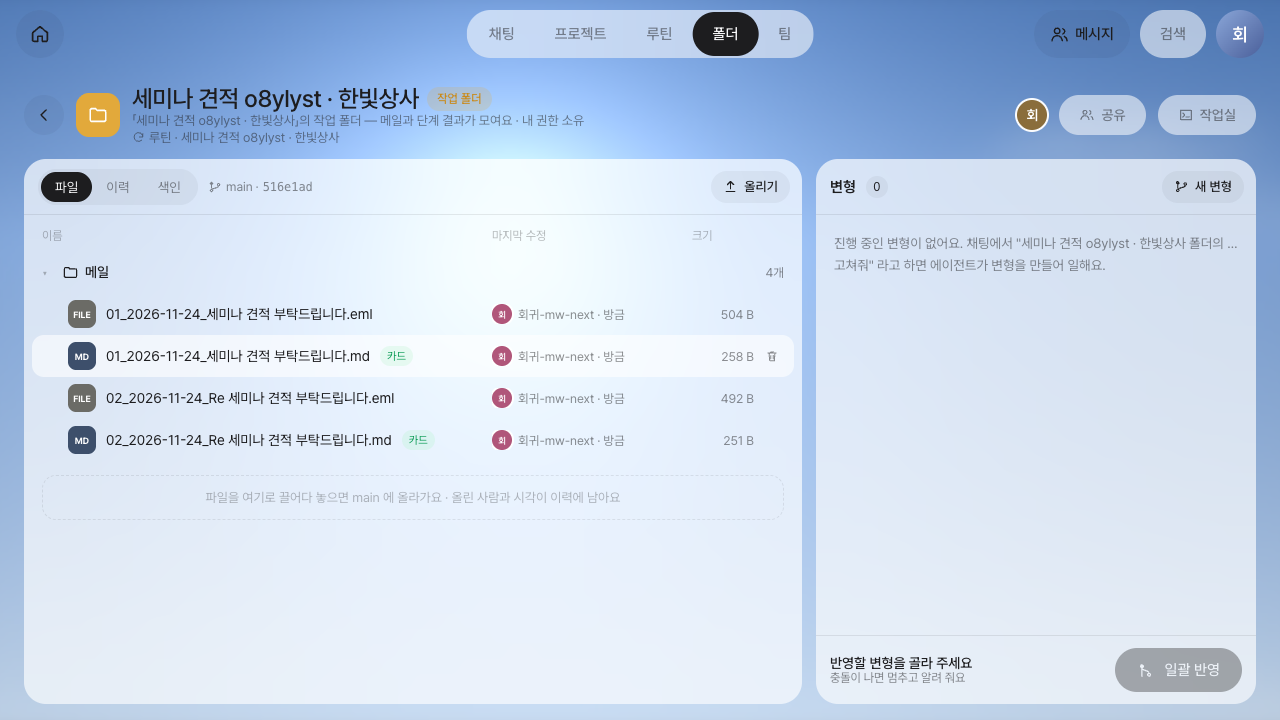 채팅
프로젝트
루틴
폴더
팀
메시지
검색
회
세미나 견적 o8ylyst · 한빛상사
작업 폴더
「세미나 견적 o8ylyst · 한빛상사」의 작업 폴더 — 메일과 단계 결과가 모여요 · 내 권한 소유
루틴 · 세미나 견적 o8ylyst · 한빛상사
회
공유
작업실
파일
이력
색인
main · 516e1ad
올리기
이름
마지막 수정
크기
메일
4개
FILE
01_2026-11-24_세미나 견적 부탁드립니다.eml
회
회귀-mw-next · 방금
504 B
MD
01_2026-11-24_세미나 견적 부탁드립니다.md
카드
회
회귀-mw-next · 방금
258 B
FILE
02_2026-11-24_Re 세미나 견적 부탁드립니다.eml
회
회귀-mw-next · 방금
492 B
MD
02_2026-11-24_Re 세미나 견적 부탁드립니다.md
카드
회
회귀-mw-next · 방금
251 B
파일을 여기로 끌어다 놓으면 main 에 올라가요 · 올린 사람과 시각이 이력에 남아요
변형
0
새 변형
진행 중인 변형이 없어요. 채팅에서 "세미나 견적 o8ylyst · 한빛상사 폴더의 …
고쳐줘" 라고 하면 에이전트가 변형을 만들어 일해요.
반영할 변형을 골라 주세요
충돌이 나면 멈추고 알려 줘요
일괄 반영